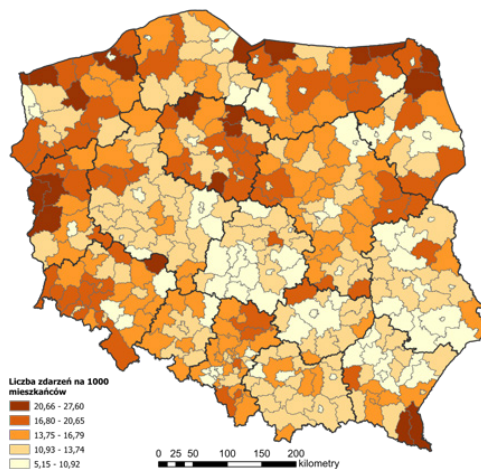 Liczba zdarzeń na 1000
mieszkańców
20,66 - 27,60
16,80 - 20,65
13,75 - 16,79
10,93 - 13,74
5,15 - 10,92
0 25 50 100 150 200
kilometry